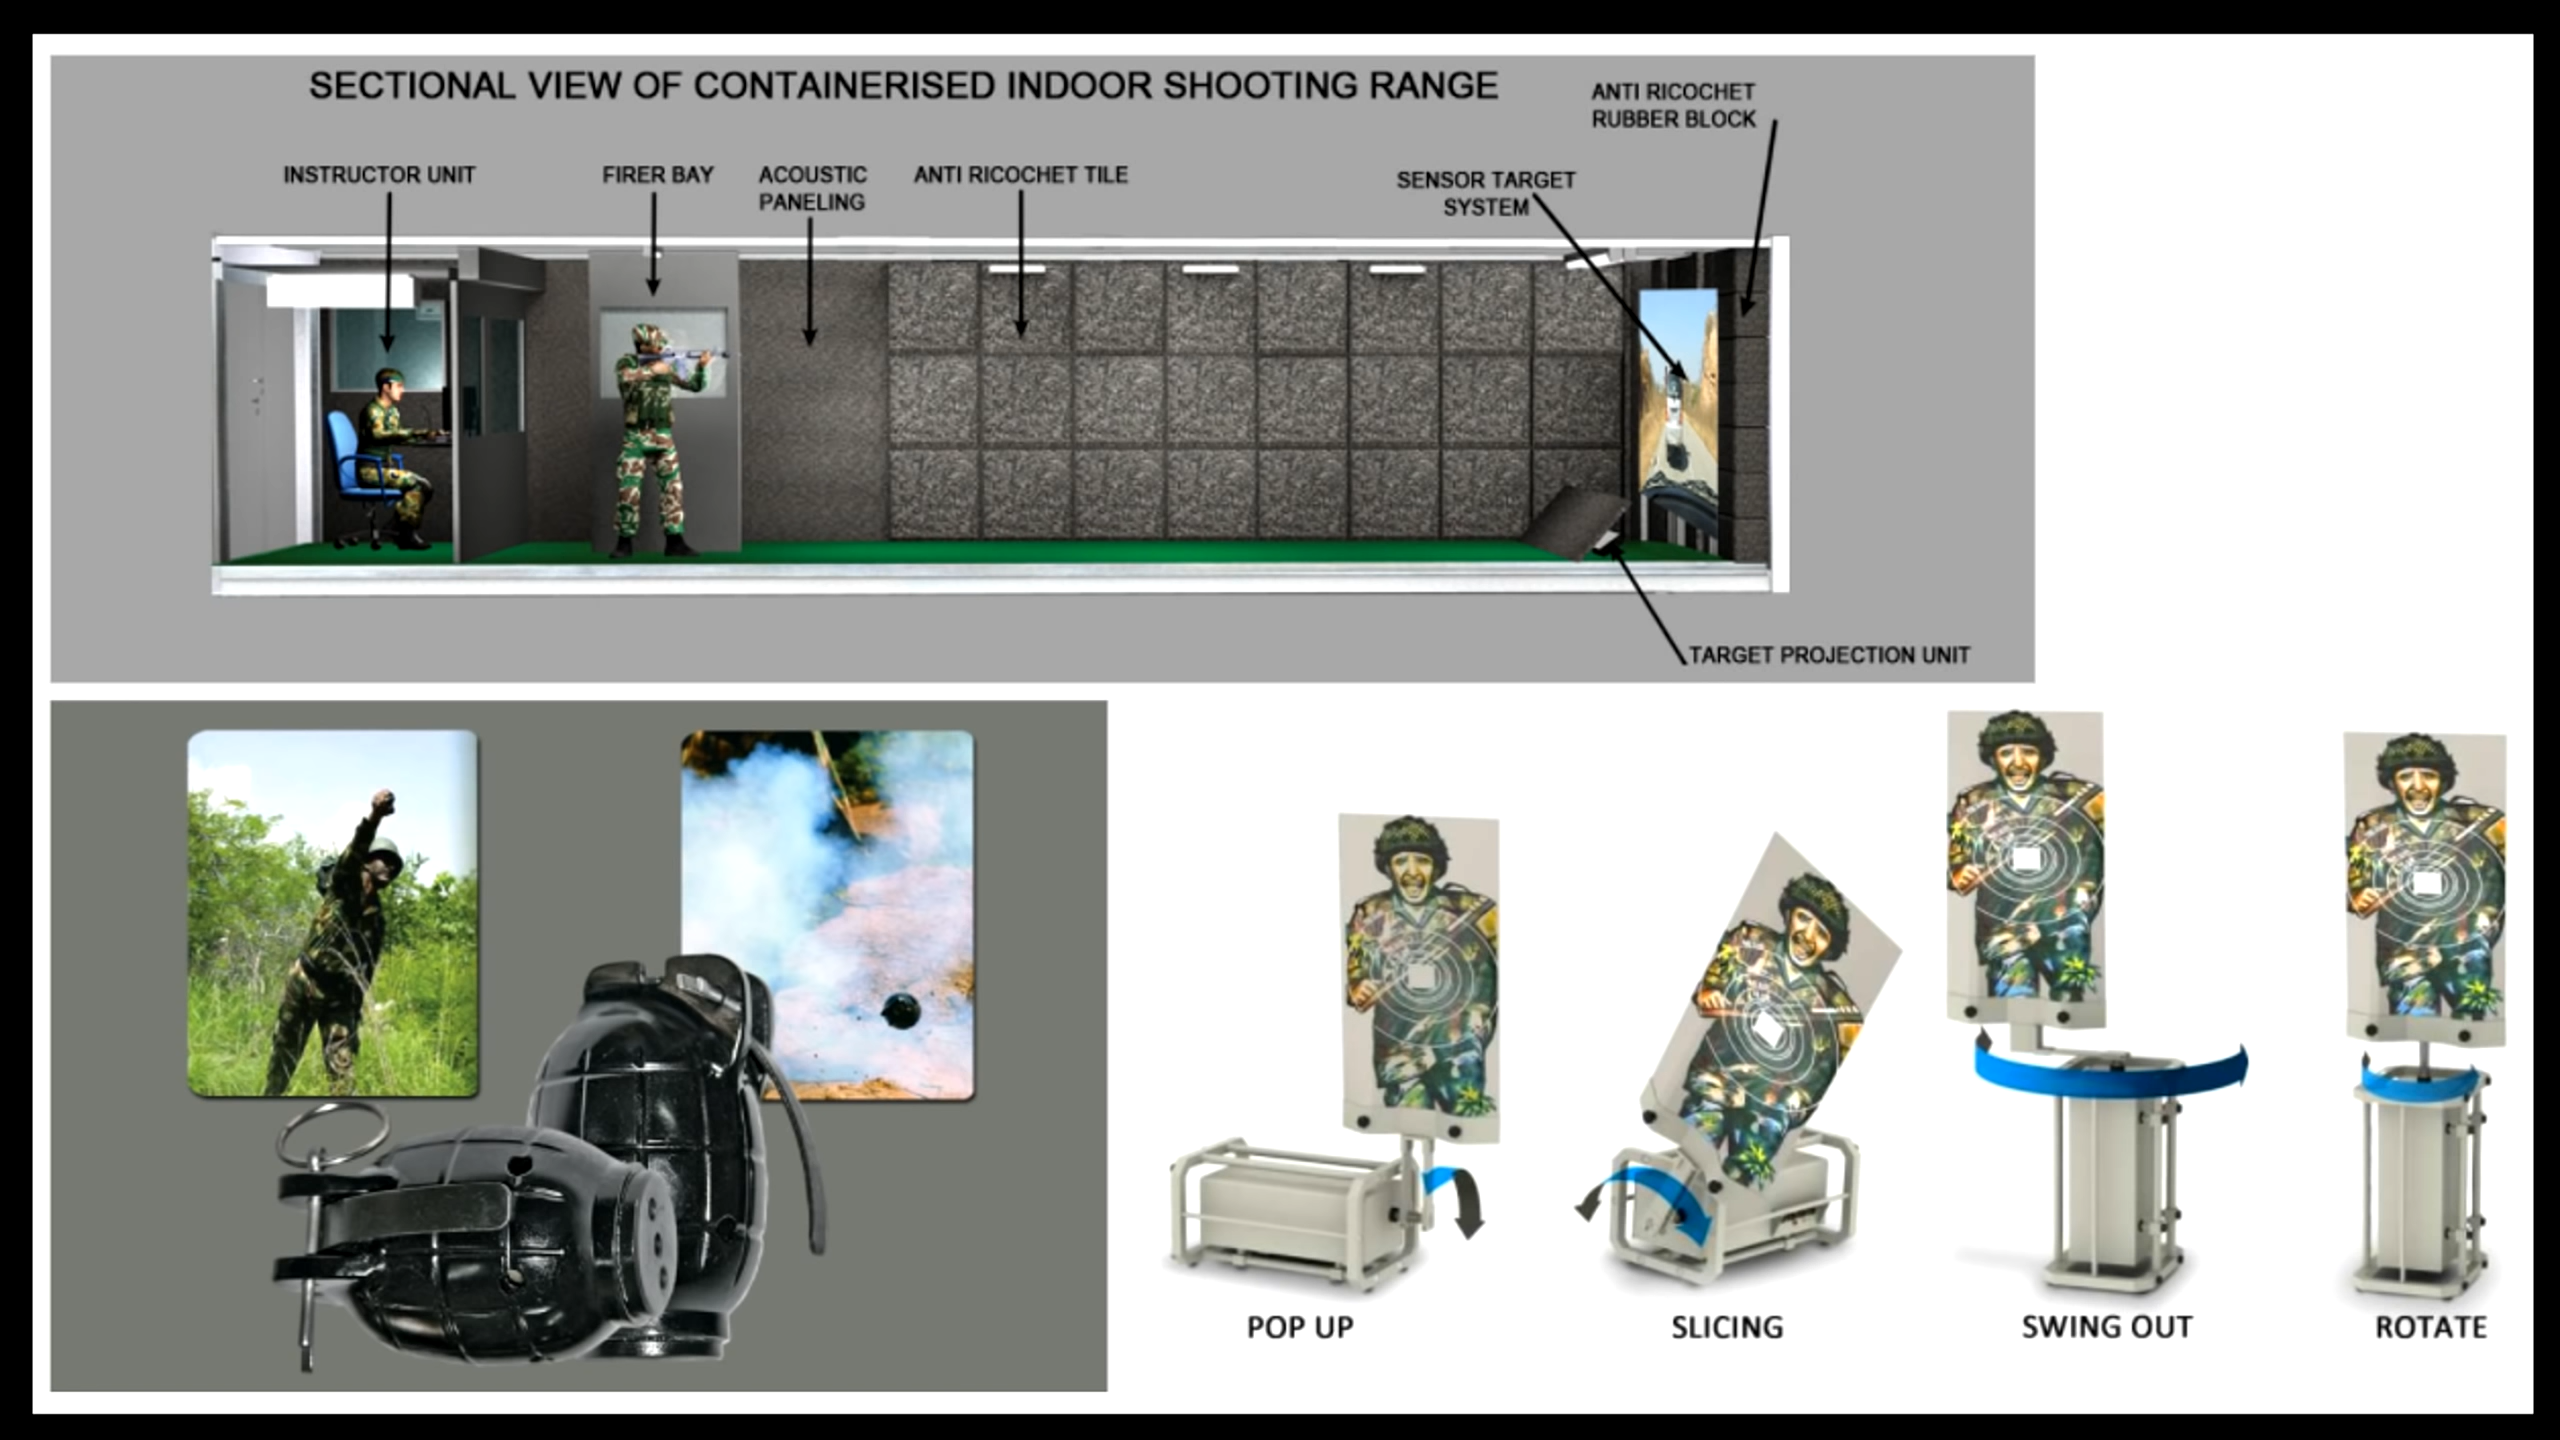 SECTIONAL VIEW OF CONTAINERISED INDOOR SHOOTING RANGE
ANTI RICOCHET
RUBBER BLOCK
INSTRUCTOR UNIT
FIRER BAY
ACOUSTIC
PANELING
ANTI RICOCHET TILE
SENSOR TARGET
SYSTEM
TARGET PROJECTION UNIT
POP UP
SLICING
SWING OUT
ROTATE